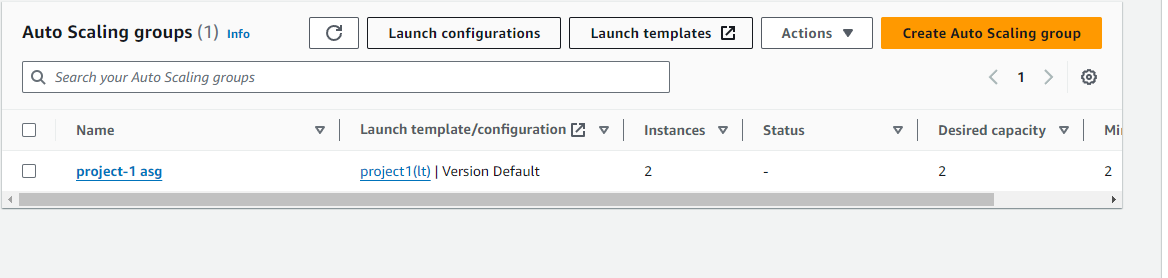 Auto Scaling groups (1) Info Launch configurations Launch templates Actions Create Auto Scaling group
Search your Auto Scaling groups 1
Name Launch template/configuration Instances Status Desired capacity
project-1 asg project1(lt) | Version Default 2 - 2 2